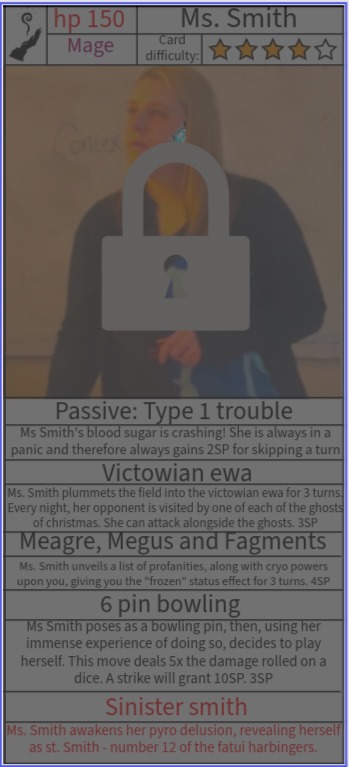 hp 150
Ms. Smith
Mage
Card
difficulty:
Contex
Passive: Type 1 trouble
Ms Smith's blood sugar is crashing! She is always in a
panic and therefore always gains 2SP for skipping a turn
Victowian ewa
Ms. Smith plummets the field into the victowian ewa for 3 turns.
Every night, her opponent is visited by one of each of the ghosts
of christmas. She can attack alongside the ghosts. 3SP
Meagre, Megus and Fagments
Ms. Smith unveils a list of profanities, along with cryo powers
upon you, giving you the "frozen" status effect for 3 turns. 4SP
6 pin bowling
Ms Smith poses as a bowling pin, then, using her
immense experience of doing so, decides to play
herself. This move deals 5x the damage rolled on a
dice. A strike will grant 10SP. 3SP
Sinister smith
Ms. Smith awakens her pyro delusion, revealing herself
as st. Smith - number 12 of the fatui harbingers.